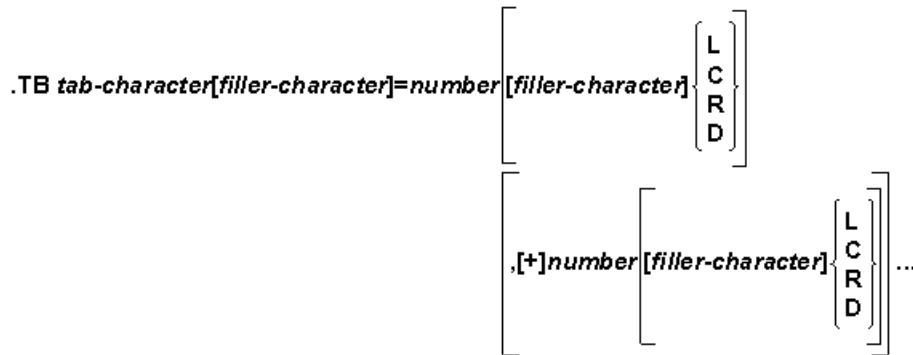 .TB tab-character[filler-character]=number[[filler-character]{L
C
R
D}]
[,[+]number[[filler-character]{L
C
R
D}]]...